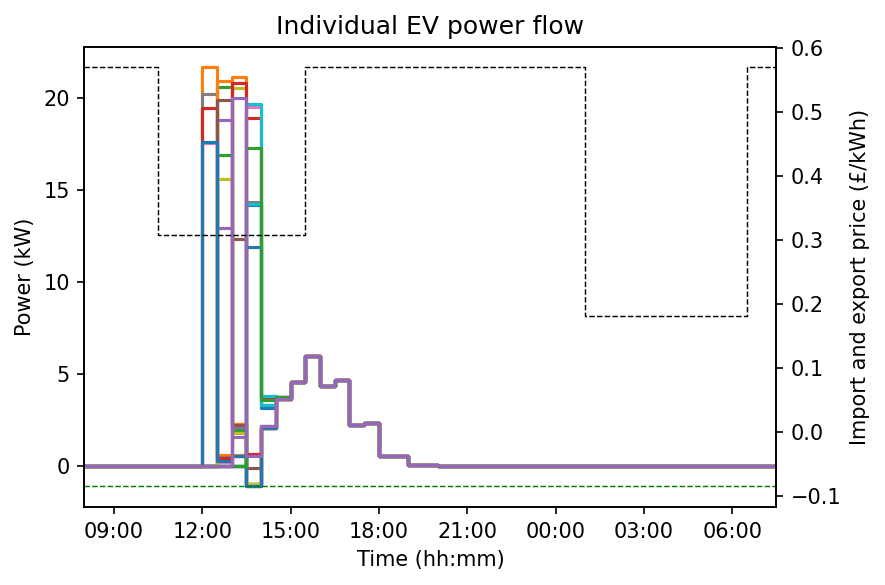 Individual EV power flow
Power (kW)
20
15
10
5
0
0.6
0.5
0.4
0.3
0.2
0.1
0.0
−0.1
Import and export price (£/kWh)
09:00 12:00 15:00 18:00 21:00 00:00 03:00 06:00
Time (hh:mm)